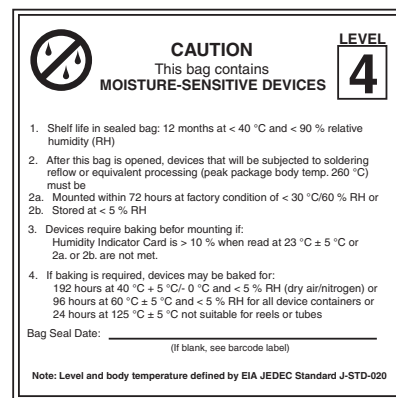 LEVEL
4
CAUTION
This bag contains
MOISTURE-SENSITIVE DEVICES
1. Shelf life in sealed bag: 12 months at < 40 °C and < 90 % relative
humidity (RH)
2. After this bag is opened, devices that will be subjected to soldering
reflow or equivalent processing (peak package body temp. 260 °C)
must be
2a. Mounted within 72 hours at factory condition of < 30 °C/60 % RH or
2b. Stored at < 5 % RH
3. Devices require baking befor mounting if:
Humidity Indicator Card is > 10 % when read at 23 °C ± 5 °C or
2a. or 2b. are not met.
4. If baking is required, devices may be baked for:
192 hours at 40 °C + 5 °C/- 0 °C and < 5 % RH (dry air/nitrogen) or
96 hours at 60 °C ± 5 °C and < 5 % RH for all device containers or
24 hours at 125 °C ± 5 °C not suitable for reels or tubes
Bag Seal Date:
(If blank, see barcode label)
Note: Level and body temperature defined by EIA JEDEC Standard J-STD-020